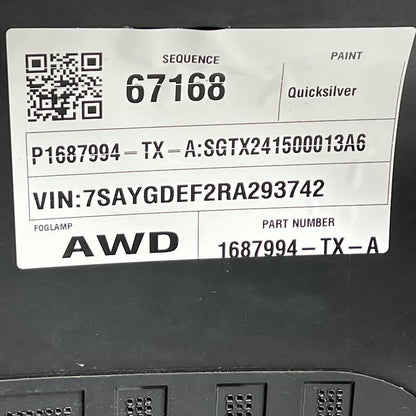 SEQUENCE
67168
PAINT
Quicksilver
P1687994-TX-A:SGTX241500013A6
VIN:7SAYGDEF2RA293742
FOGLAMP
AWD
PART NUMBER
1687994-TX-A